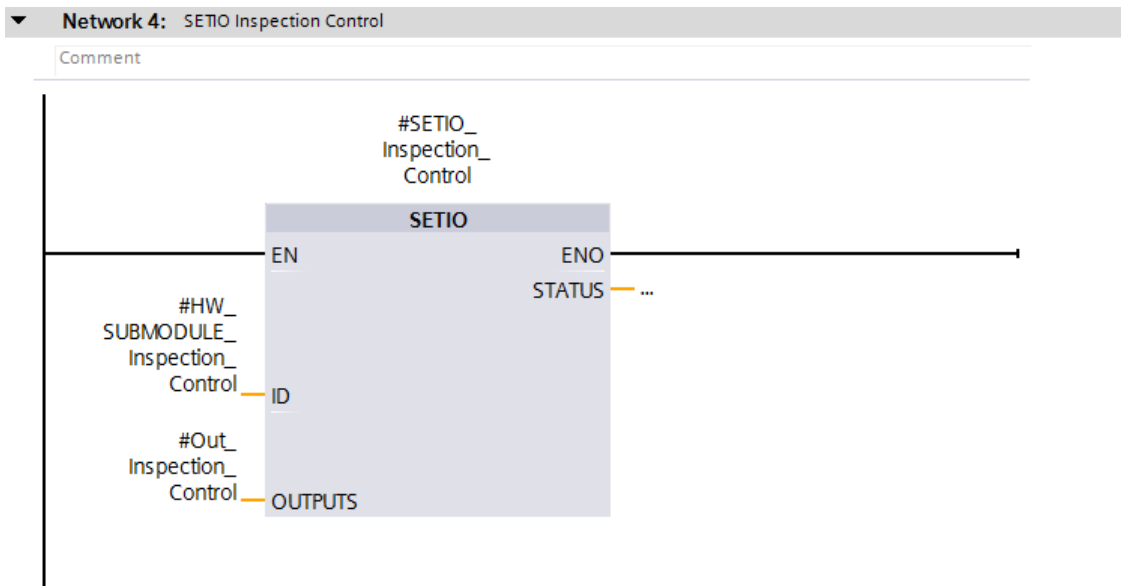 Network 4: SETIO Inspection Control
Comment
#SETIO_
Inspection_
Control
SETIO
EN
ENO
STATUS
...
#HW_
SUBMODULE_
Inspection_
Control
ID
#Out_
Inspection_
Control
OUTPUTS